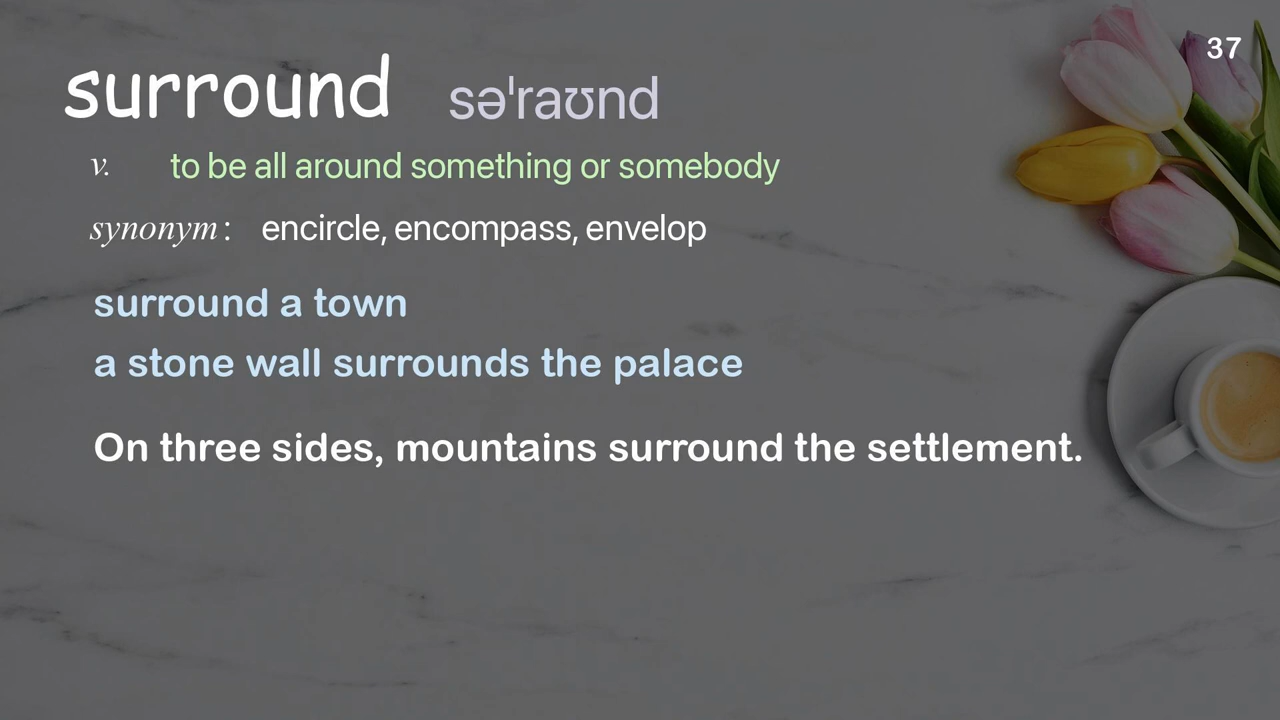 37
surround səˈraʊnd
v. to be all around something or somebody
synonym: encircle, encompass, envelop
surround a town
a stone wall surrounds the palace
On three sides, mountains surround the settlement.